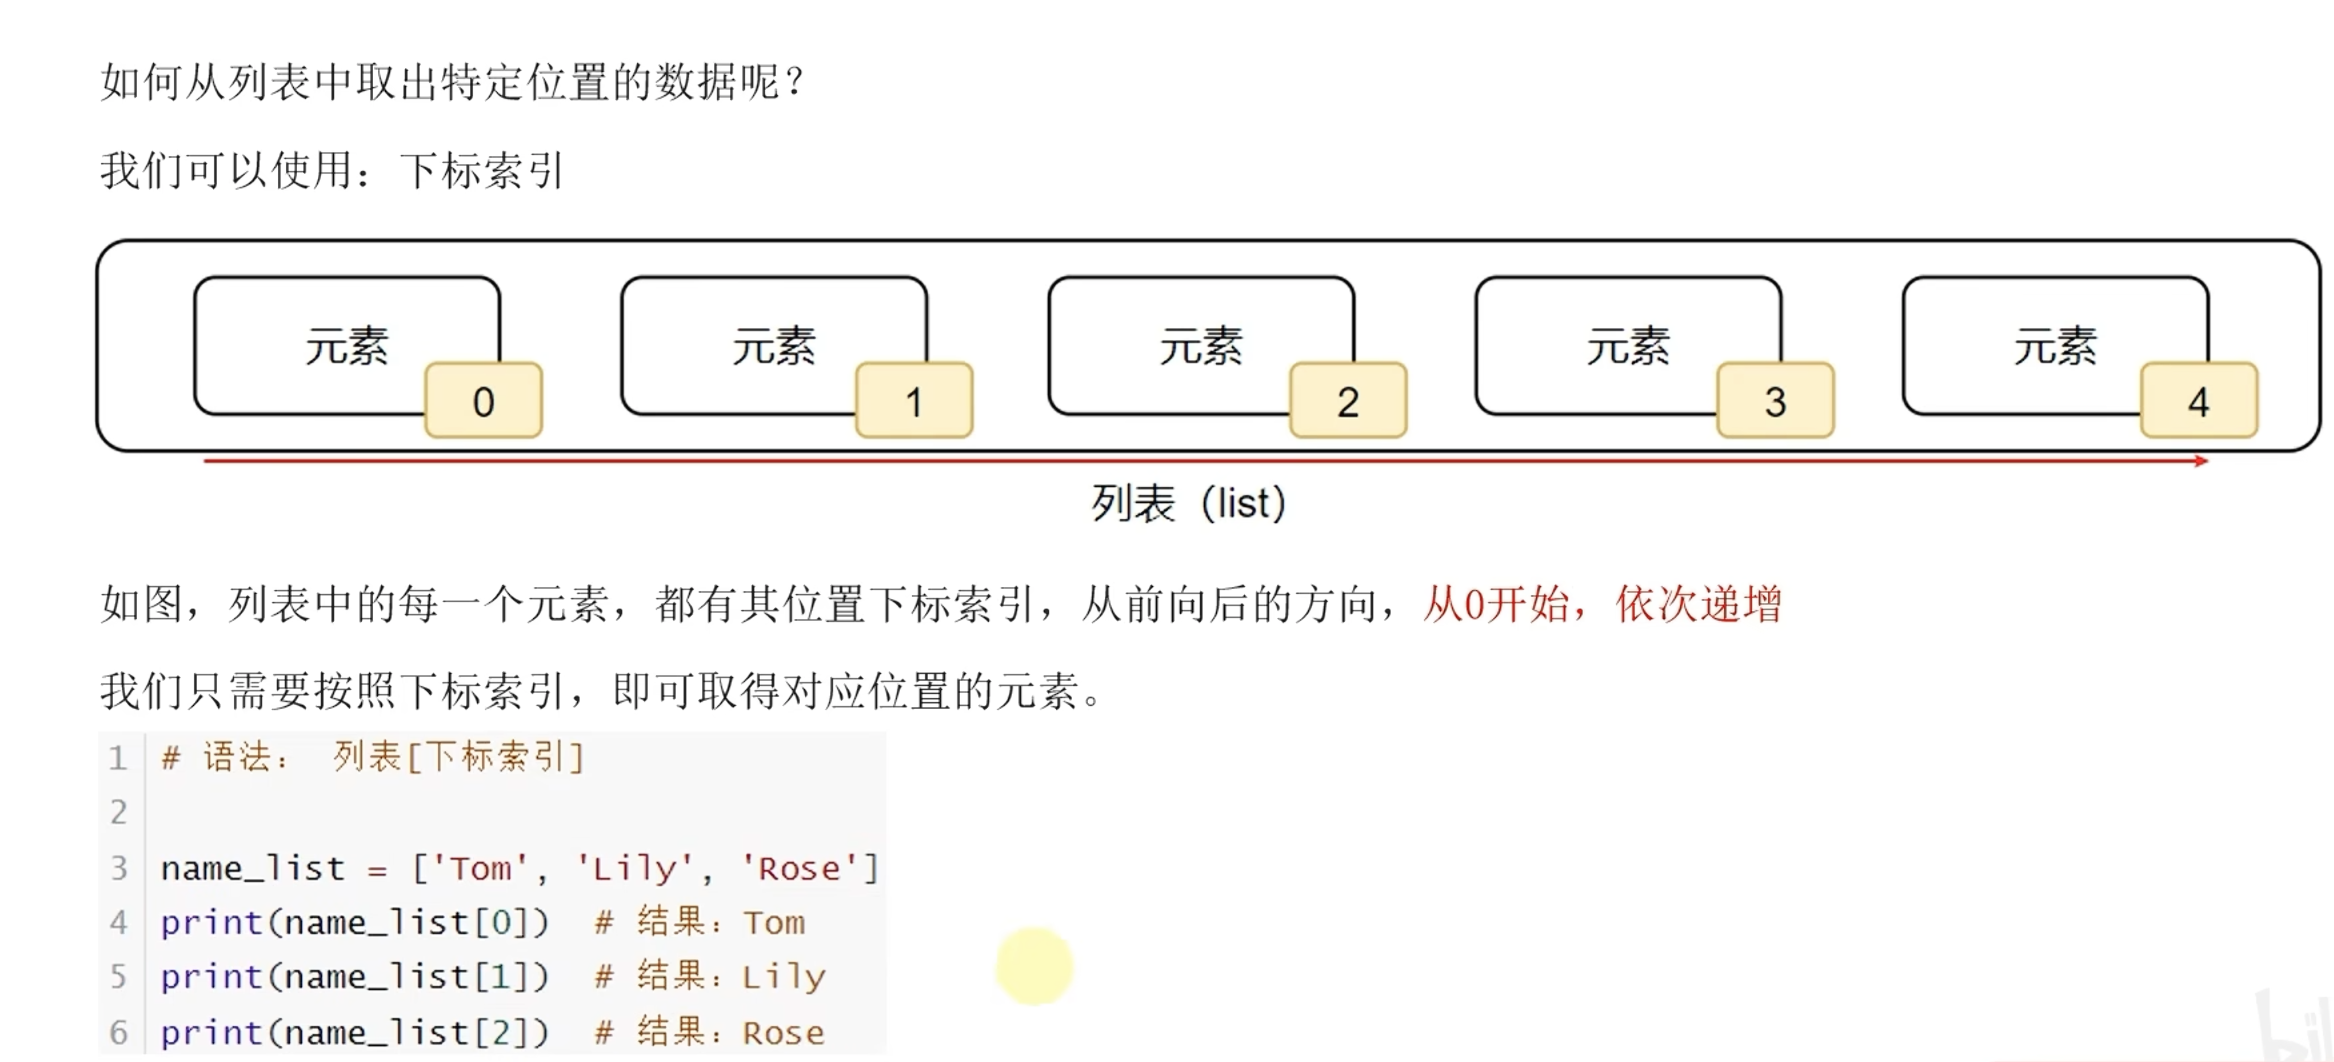 如何从列表中取出特定位置的数据呢？
我们可以使用：下标索引
元素 元素 元素 元素 元素
0 1 2 3 4
列表（list）
如图，列表中的每一个元素，都有其位置下标索引，从前向后的方向，从0开始，依次递增
我们只需要按照下标索引，即可取得对应位置的元素。
1 # 语法： 列表[下标索引]
2
3 name_list = ['Tom', 'Lily', 'Rose']
4 print(name_list[0]) # 结果：Tom
5 print(name_list[1]) # 结果：Lily
6 print(name_list[2]) # 结果：Rose